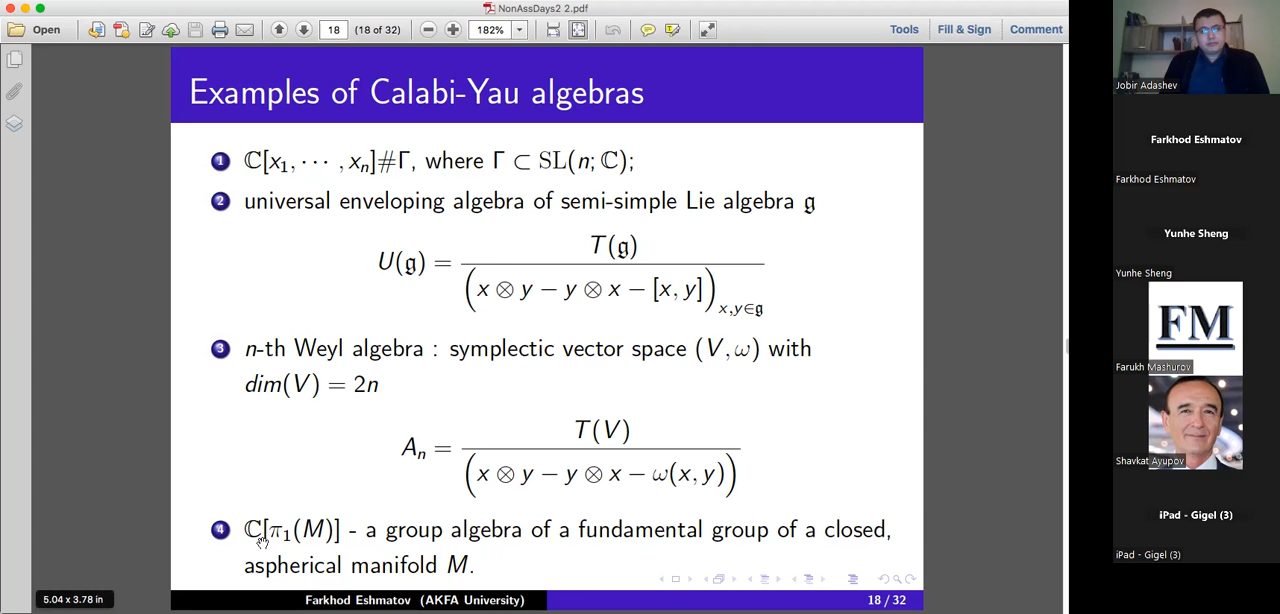 NonAssDays2 2.pdf
Open
18
(18 of 32)
182%
Tools
Fill & Sign
Comment
Examples of Calabi-Yau algebras
1 ℂ[x₁, ⋯ , xₙ]#Γ, where Γ ⊂ SL(n; ℂ);
2 universal enveloping algebra of semi-simple Lie algebra 𝔤
U(𝔤) = T(𝔤) / (x ⊗ y − y ⊗ x − [x, y])ₓ,ᵧ∈𝔤
3 n-th Weyl algebra : symplectic vector space (V, ω) with
dim(V) = 2n
Aₙ = T(V) / (x ⊗ y − y ⊗ x − ω(x, y))
4 ℂ[π₁(M)] - a group algebra of a fundamental group of a closed,
aspherical manifold M.
5.04 x 3.78 in
Farkhod Eshmatov (AKFA University)
18 / 32
Jobir Adashev
Farkhod Eshmatov
Farkhod Eshmatov
Yunhe Sheng
Yunhe Sheng
FM
Farukh Mashurov
Shavkat Ayupov
iPad - Gigel (3)
iPad - Gigel (3)